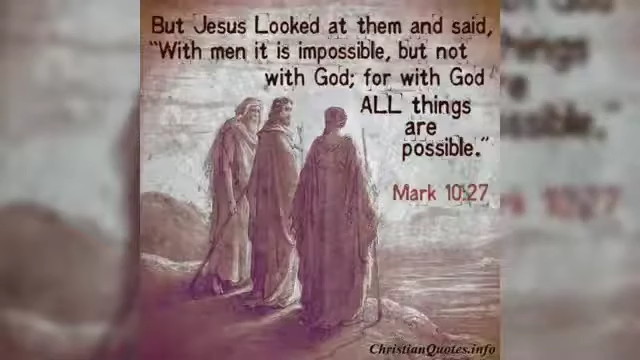 But Jesus Looked at them and said,
"With men it is impossible, but not
with God; for with God
ALL things
are
possible."
Mark 10:27
ChristianQuotes.info